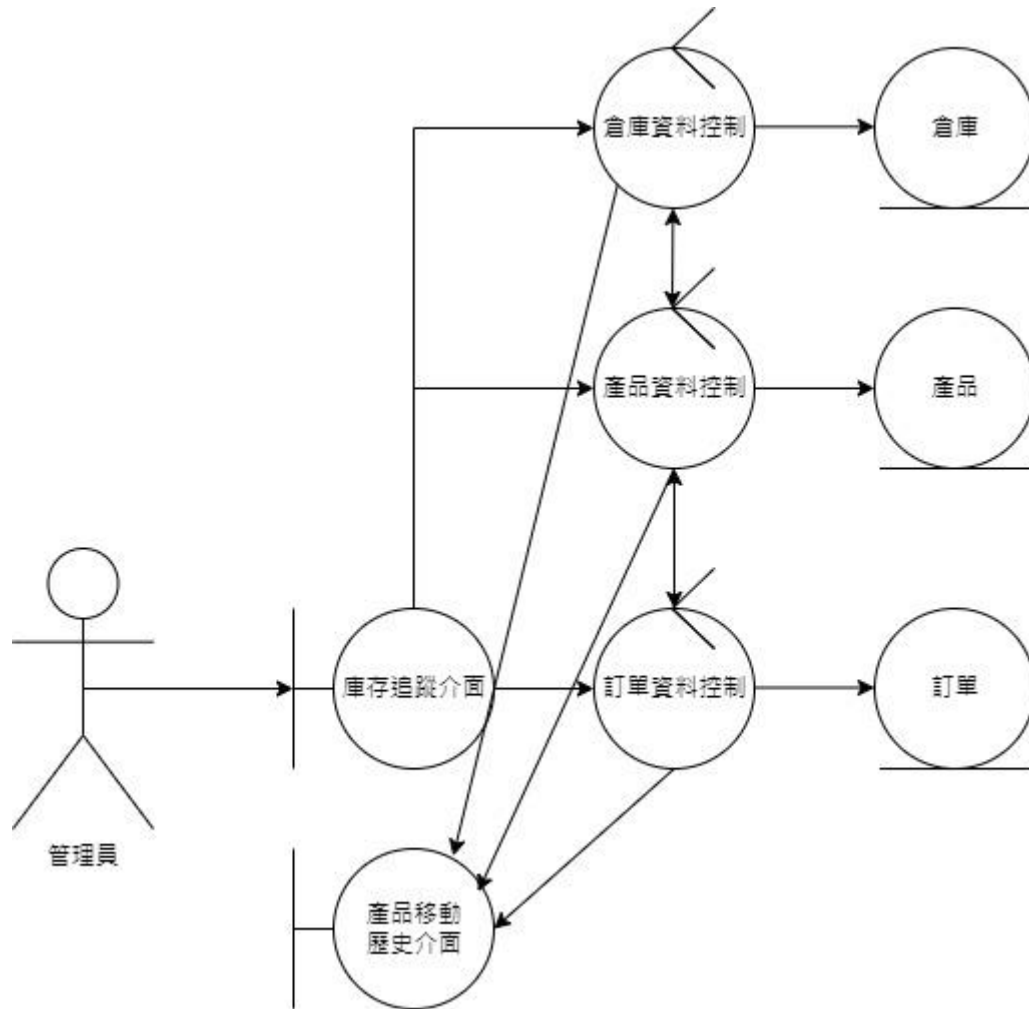 倉庫資料控制
倉庫
產品資料控制
產品
庫存追蹤介面
訂單資料控制
訂單
管理員
產品移動
歷史介面